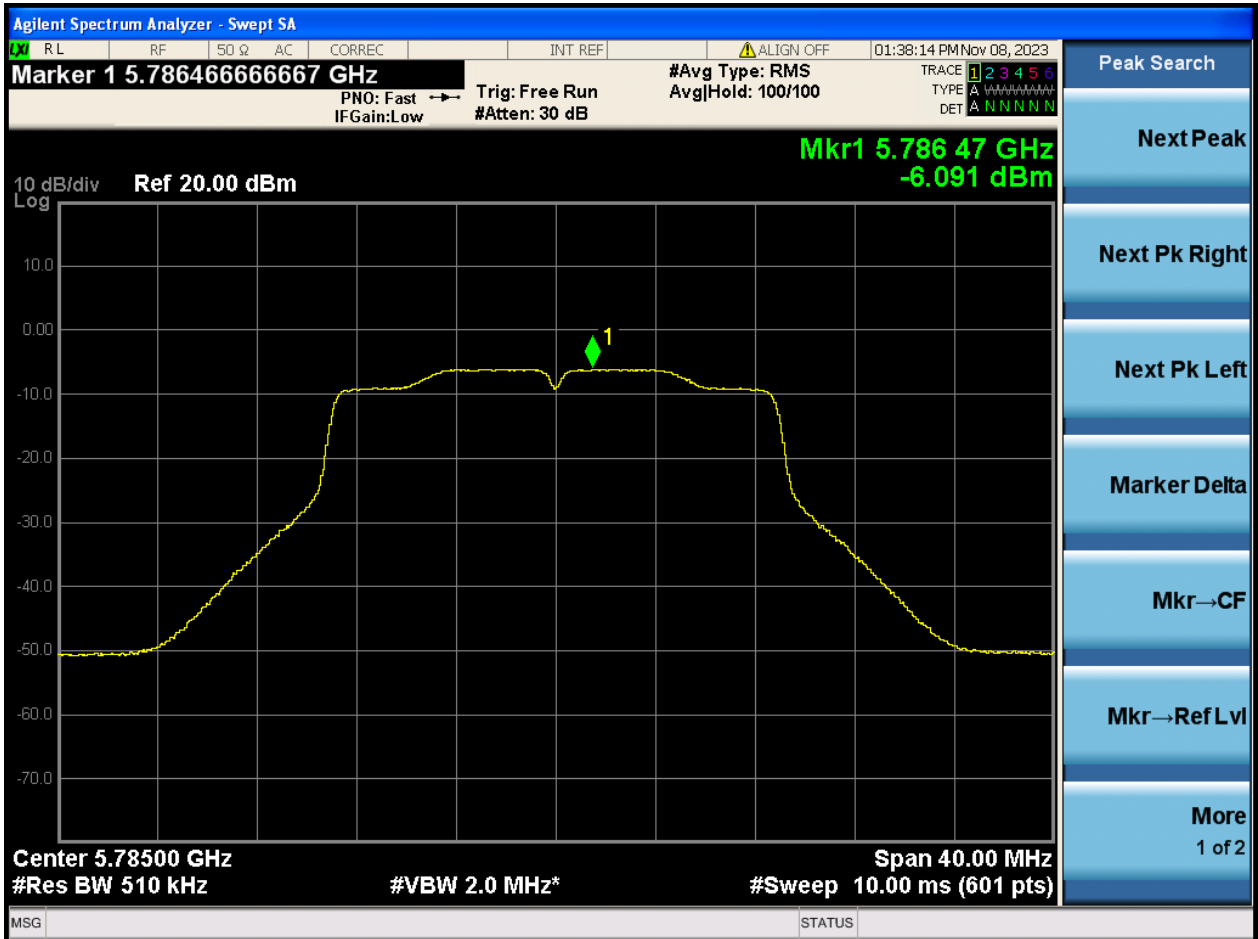 Agilent Spectrum Analyzer - Swept SA
LXI RL RF 50 Ω AC CORREC INT REF ALIGN OFF 01:38:14 PM Nov 08, 2023
Marker 1 5.786466666667 GHz
PNO: Fast
IFGain:Low
Trig: Free Run
#Atten: 30 dB
#Avg Type: RMS
Avg|Hold: 100/100
TRACE 1 2 3 4 5 6
TYPE A WWWWWW
DET A N N N N N
Mkr1 5.786 47 GHz
-6.091 dBm
10 dB/div Ref 20.00 dBm
Log
10.0
0.00
-10.0
-20.0
-30.0
-40.0
-50.0
-60.0
-70.0
1
Center 5.78500 GHz Span 40.00 MHz
#Res BW 510 kHz #VBW 2.0 MHz* #Sweep 10.00 ms (601 pts)
MSG STATUS
Peak Search
Next Peak
Next Pk Right
Next Pk Left
Marker Delta
Mkr→CF
Mkr→Ref Lvl
More
1 of 2